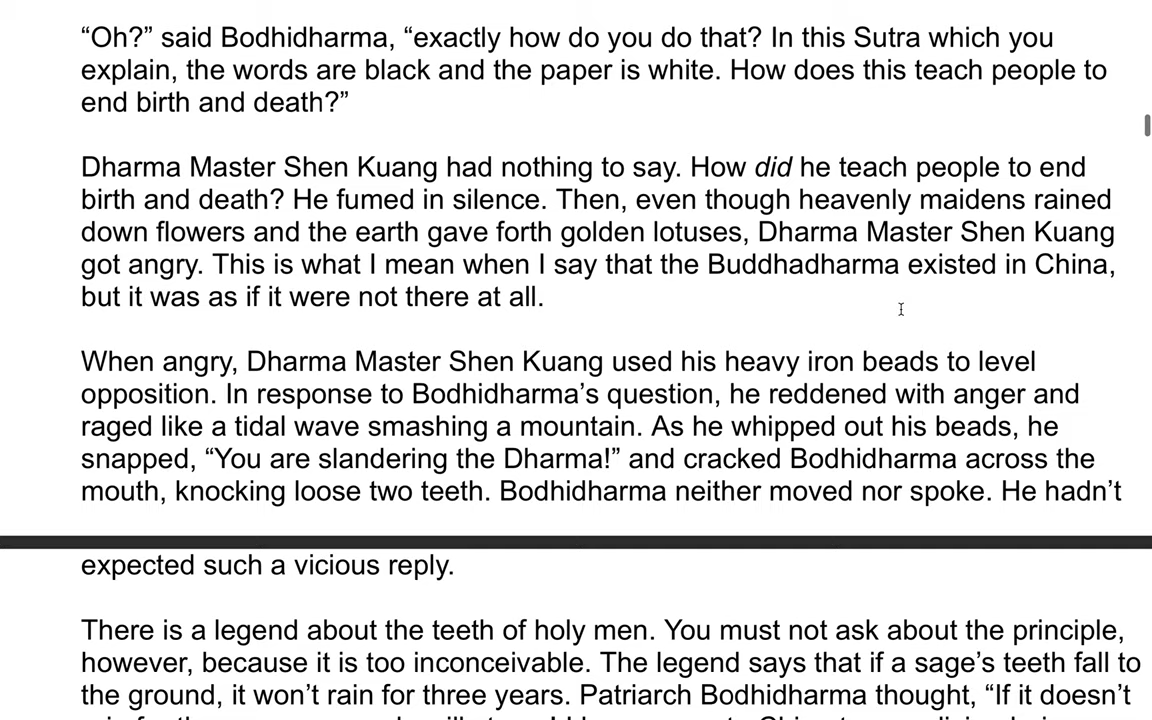 “Oh?” said Bodhidharma, “exactly how do you do that? In this Sutra which you
explain, the words are black and the paper is white. How does this teach people to
end birth and death?”
Dharma Master Shen Kuang had nothing to say. How did he teach people to end
birth and death? He fumed in silence. Then, even though heavenly maidens rained
down flowers and the earth gave forth golden lotuses, Dharma Master Shen Kuang
got angry. This is what I mean when I say that the Buddhadharma existed in China,
but it was as if it were not there at all.
When angry, Dharma Master Shen Kuang used his heavy iron beads to level
opposition. In response to Bodhidharma’s question, he reddened with anger and
raged like a tidal wave smashing a mountain. As he whipped out his beads, he
snapped, “You are slandering the Dharma!” and cracked Bodhidharma across the
mouth, knocking loose two teeth. Bodhidharma neither moved nor spoke. He hadn’t
expected such a vicious reply.
There is a legend about the teeth of holy men. You must not ask about the principle,
however, because it is too inconceivable. The legend says that if a sage’s teeth fall to
the ground, it won’t rain for three years. Patriarch Bodhidharma thought, “If it doesn’t